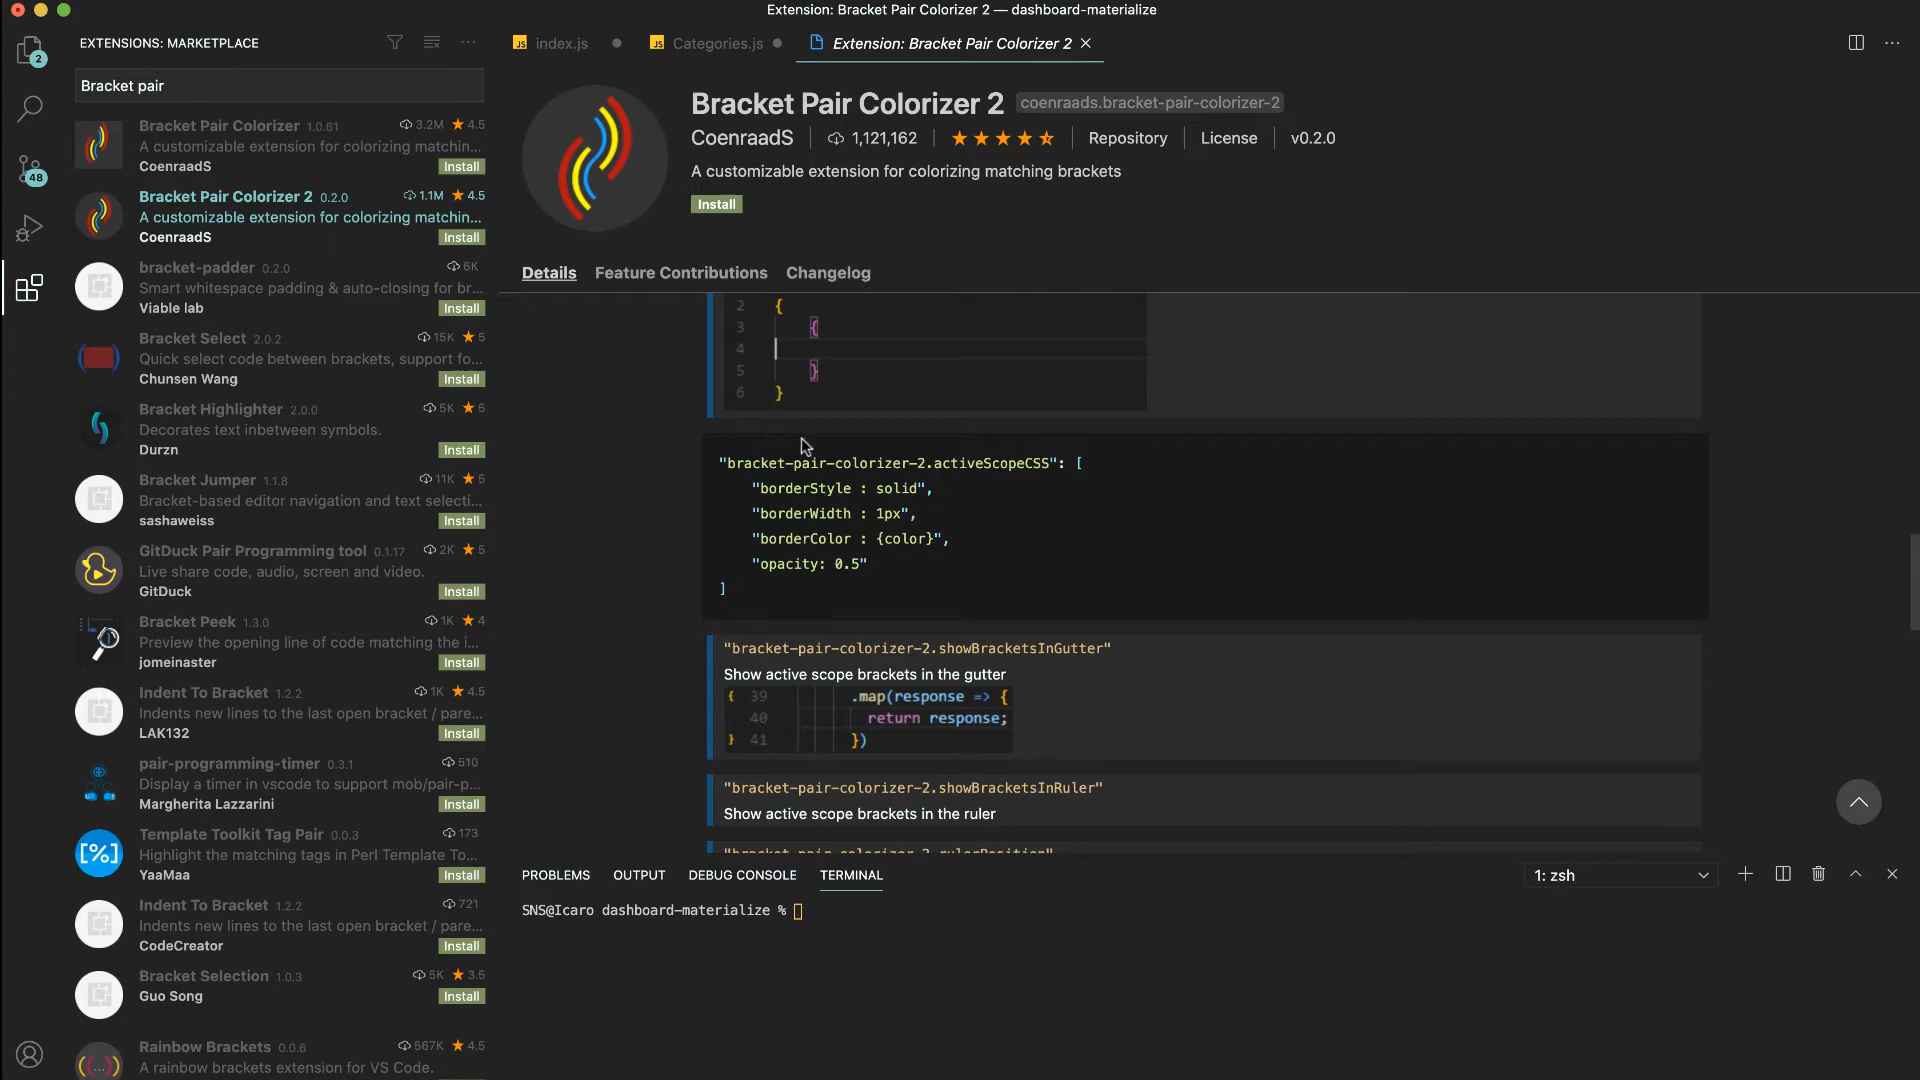 Extension: Bracket Pair Colorizer 2 — dashboard-materialize
EXTENSIONS: MARKETPLACE
Bracket pair
2
48
Bracket Pair Colorizer 1.0.61 3.2M 4.5
A customizable extension for colorizing matchin...
CoenraadS Install
Bracket Pair Colorizer 2 0.2.0 1.1M 4.5
A customizable extension for colorizing matchin...
CoenraadS Install
bracket-padder 0.2.0 6K
Smart whitespace padding & auto-closing for br...
Viable lab Install
Bracket Select 2.0.2 15K 5
Quick select code between brackets, support fo...
Chunsen Wang Install
Bracket Highlighter 2.0.0 5K 5
Decorates text inbetween symbols.
Durzn Install
Bracket Jumper 1.1.8 11K 5
Bracket-based editor navigation and text selecti...
sashaweiss Install
GitDuck Pair Programming tool 0.1.17 2K 5
Live share code, audio, screen and video.
GitDuck Install
Bracket Peek 1.3.0 1K 4
Preview the opening line of code matching the i...
jomeinaster Install
Indent To Bracket 1.2.2 1K 4.5
Indents new lines to the last open bracket / pare...
LAK132 Install
pair-programming-timer 0.3.1 510
Display a timer in vscode to support mob/pair-p...
Margherita Lazzarini Install
Template Toolkit Tag Pair 0.0.3 173
Highlight the matching tags in Perl Template To...
[%] YaaMaa Install
Indent To Bracket 1.2.2 721
Indents new lines to the last open bracket / pare...
CodeCreator Install
Bracket Selection 1.0.3 5K 3.5
Guo Song Install
Rainbow Brackets 0.0.6 567K 4.5
(...) A rainbow brackets extension for VS Code.
JS index.js
JS Categories.js
Extension: Bracket Pair Colorizer 2
Bracket Pair Colorizer 2 coenraads.bracket-pair-colorizer-2
CoenraadS 1,121,162 Repository License v0.2.0
A customizable extension for colorizing matching brackets
Install
Details Feature Contributions Changelog
2 {
3 {
4
5 }
6 }
"bracket-pair-colorizer-2.activeScopeCSS": [
"borderStyle : solid",
"borderWidth : 1px",
"borderColor : {color}",
"opacity: 0.5"
]
"bracket-pair-colorizer-2.showBracketsInGutter"
Show active scope brackets in the gutter
{ 39 .map(response => {
40 return response;
} 41 })
"bracket-pair-colorizer-2.showBracketsInRuler"
Show active scope brackets in the ruler
"bracket-pair-colorizer-2.rulerPosition"
PROBLEMS OUTPUT DEBUG CONSOLE TERMINAL 1: zsh
SNS@Icaro dashboard-materialize %